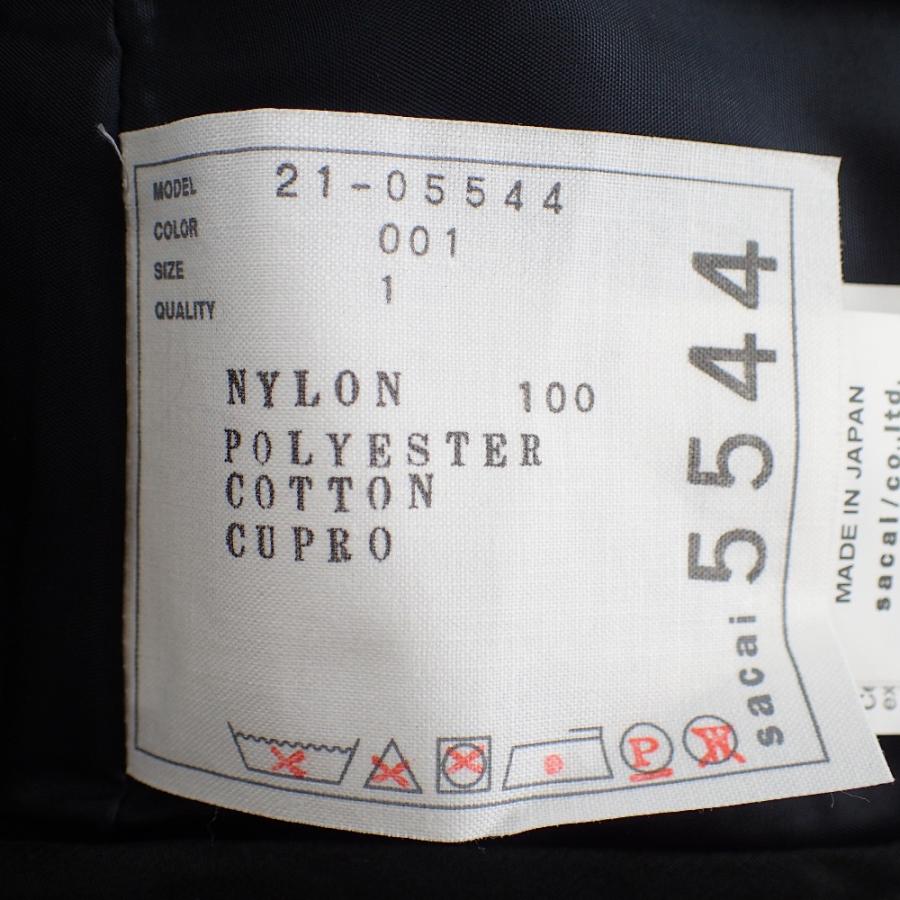 MODEL 21-05544
COLOR 001
SIZE 1
QUALITY
NYLON 100
POLYESTER
COTTON
CUPRO
P W
sacai 5544
MADE IN JAPAN
sacai/co.,ltd.